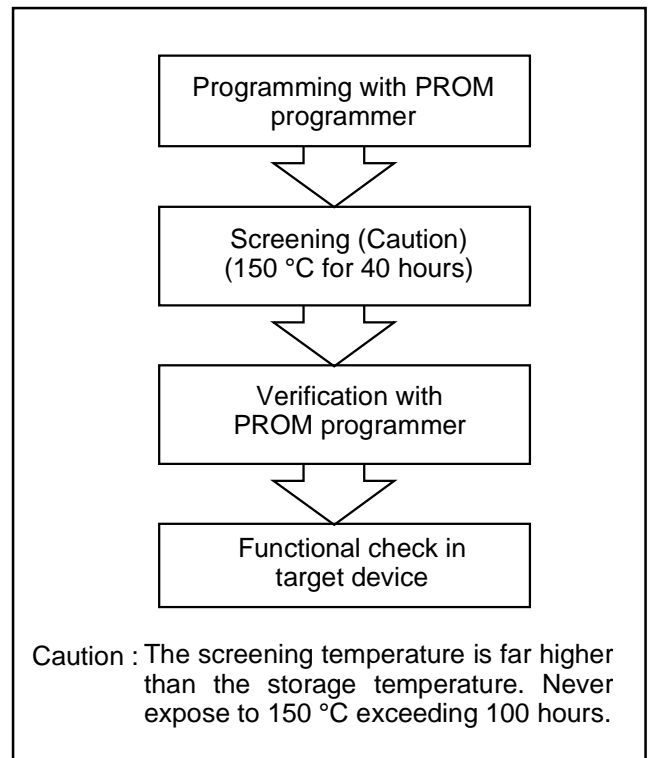 Programming with PROM
programmer
Screening (Caution)
(150 °C for 40 hours)
Verification with
PROM programmer
Functional check in
target device
Caution : The screening temperature is far higher
than the storage temperature. Never
expose to 150 °C exceeding 100 hours.